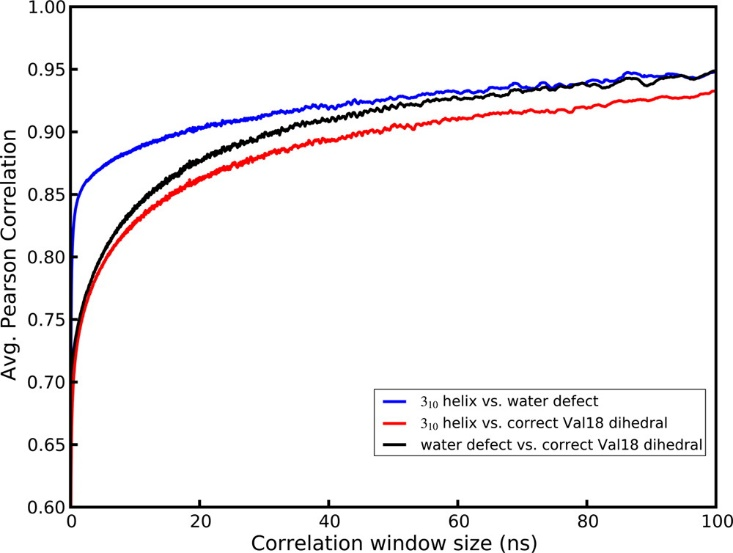 1.00
0.95
0.90
0.85
0.80
0.75
0.70
0.65
0.60
Avg. Pearson Correlation
3₁₀ helix vs. water defect
3₁₀ helix vs. correct Val18 dihedral
water defect vs. correct Val18 dihedral
0 20 40 60 80 100
Correlation window size (ns)